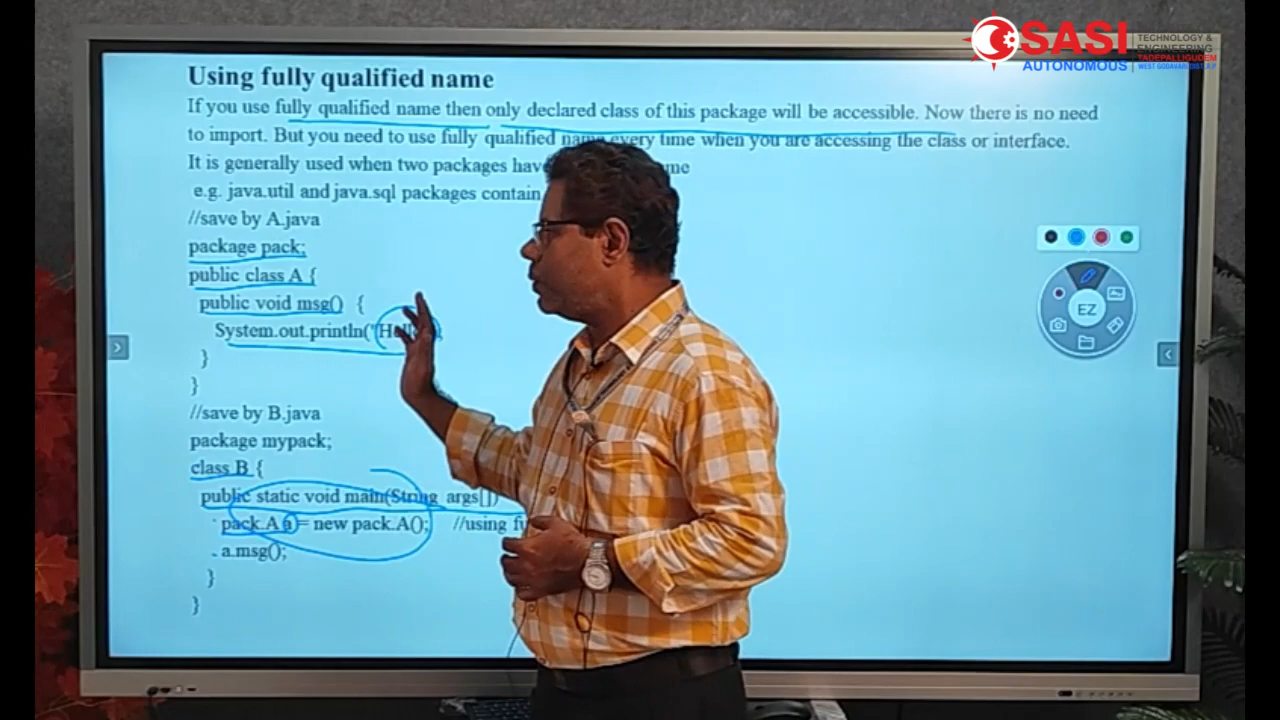 SASI
TECHNOLOGY &
ENGINEERING
TADEPALLIGUDEM
AUTONOMOUS
Using fully qualified name
If you use fully qualified name then only declared class of this package will be accessible. Now there is no need
to import. But you need to use fully qualified name every time when you are accessing the class or interface.
It is generally used when two packages have
e.g. java.util and java.sql packages contain
//save by A.java
package pack;
public class A {
public void msg() {
System.out.println("
}
}
//save by B.java
package mypack;
class B {
public static void main(String args[])
pack.A a = new pack.A(); //using
a.msg();
}
}
EZ